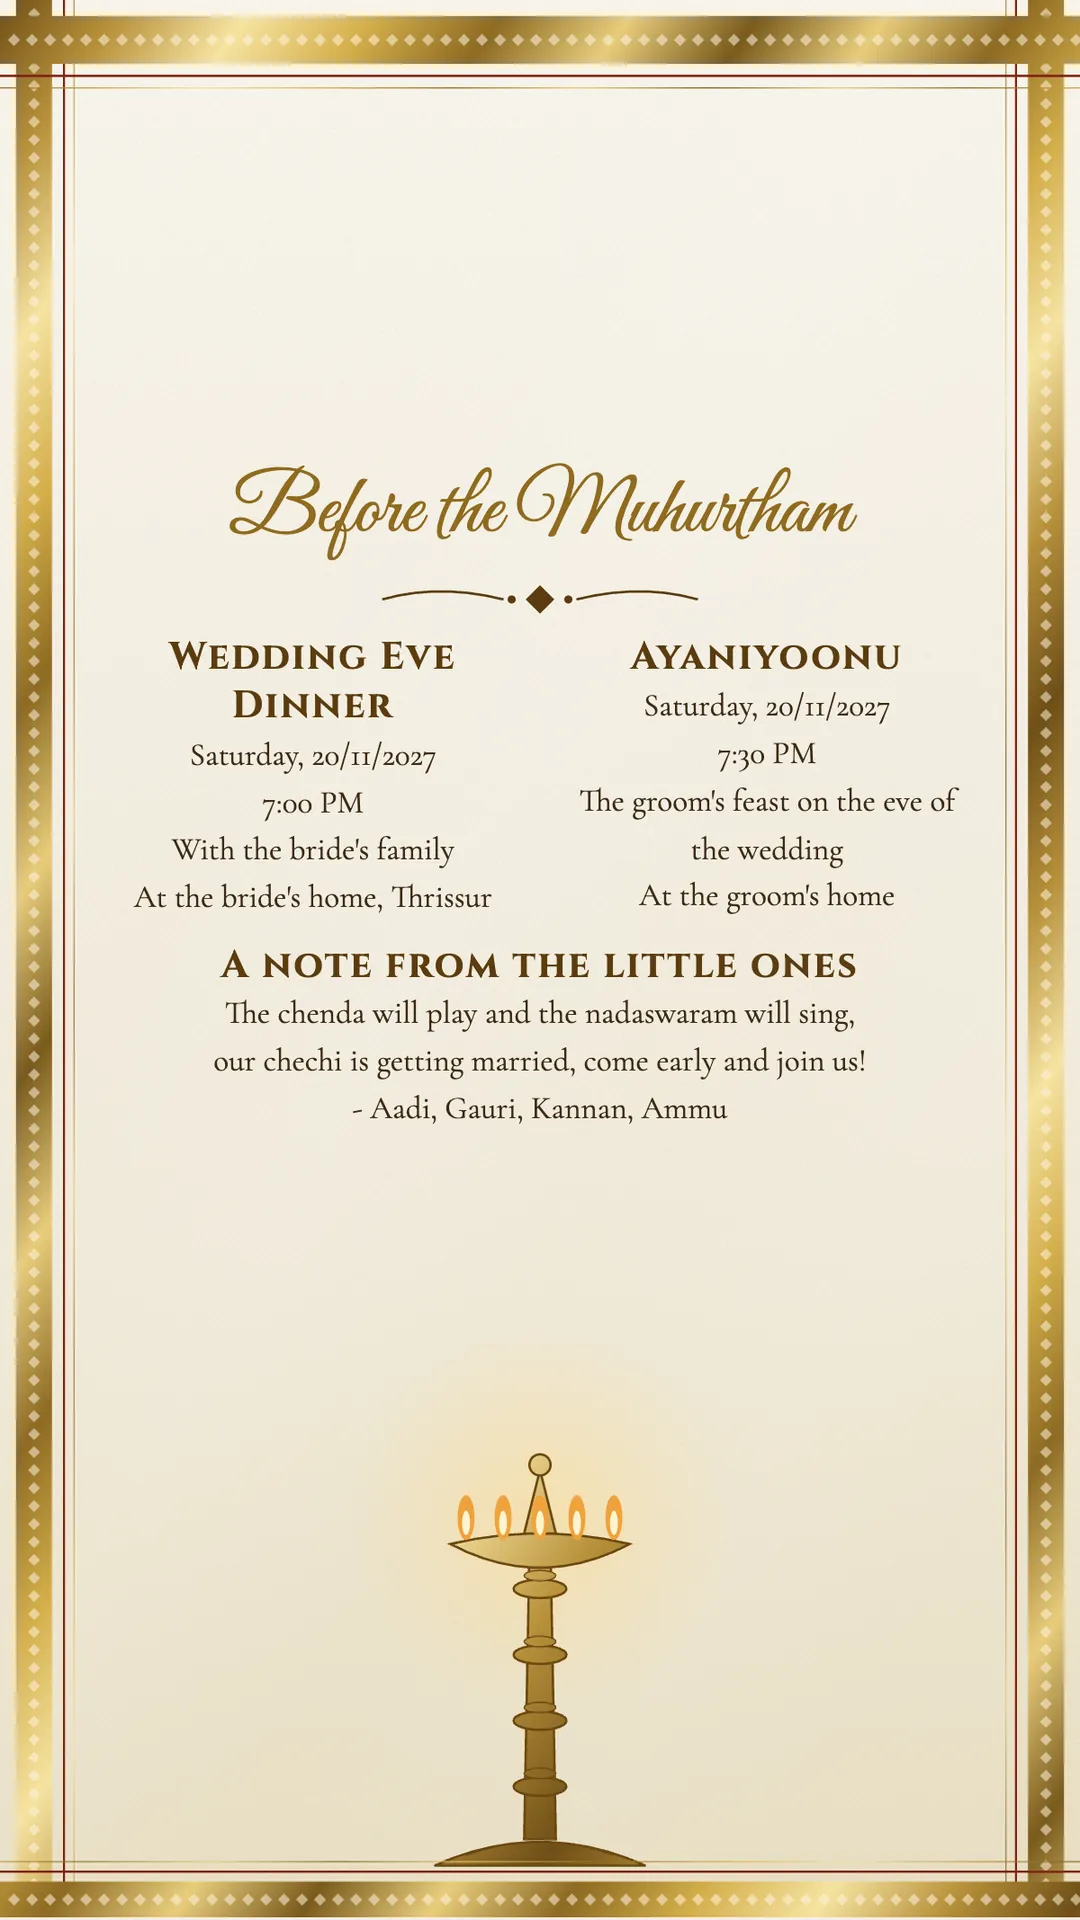 Before the Muhurtham
Wedding Eve
Dinner
Saturday, 20/11/2027
7:00 PM
With the bride's family
At the bride's home, Thrissur
Ayaniyoonu
Saturday, 20/11/2027
7:30 PM
The groom's feast on the eve of
the wedding
At the groom's home
A note from the little ones
The chenda will play and the nadaswaram will sing,
our chechi is getting married, come early and join us!
- Aadi, Gauri, Kannan, Ammu